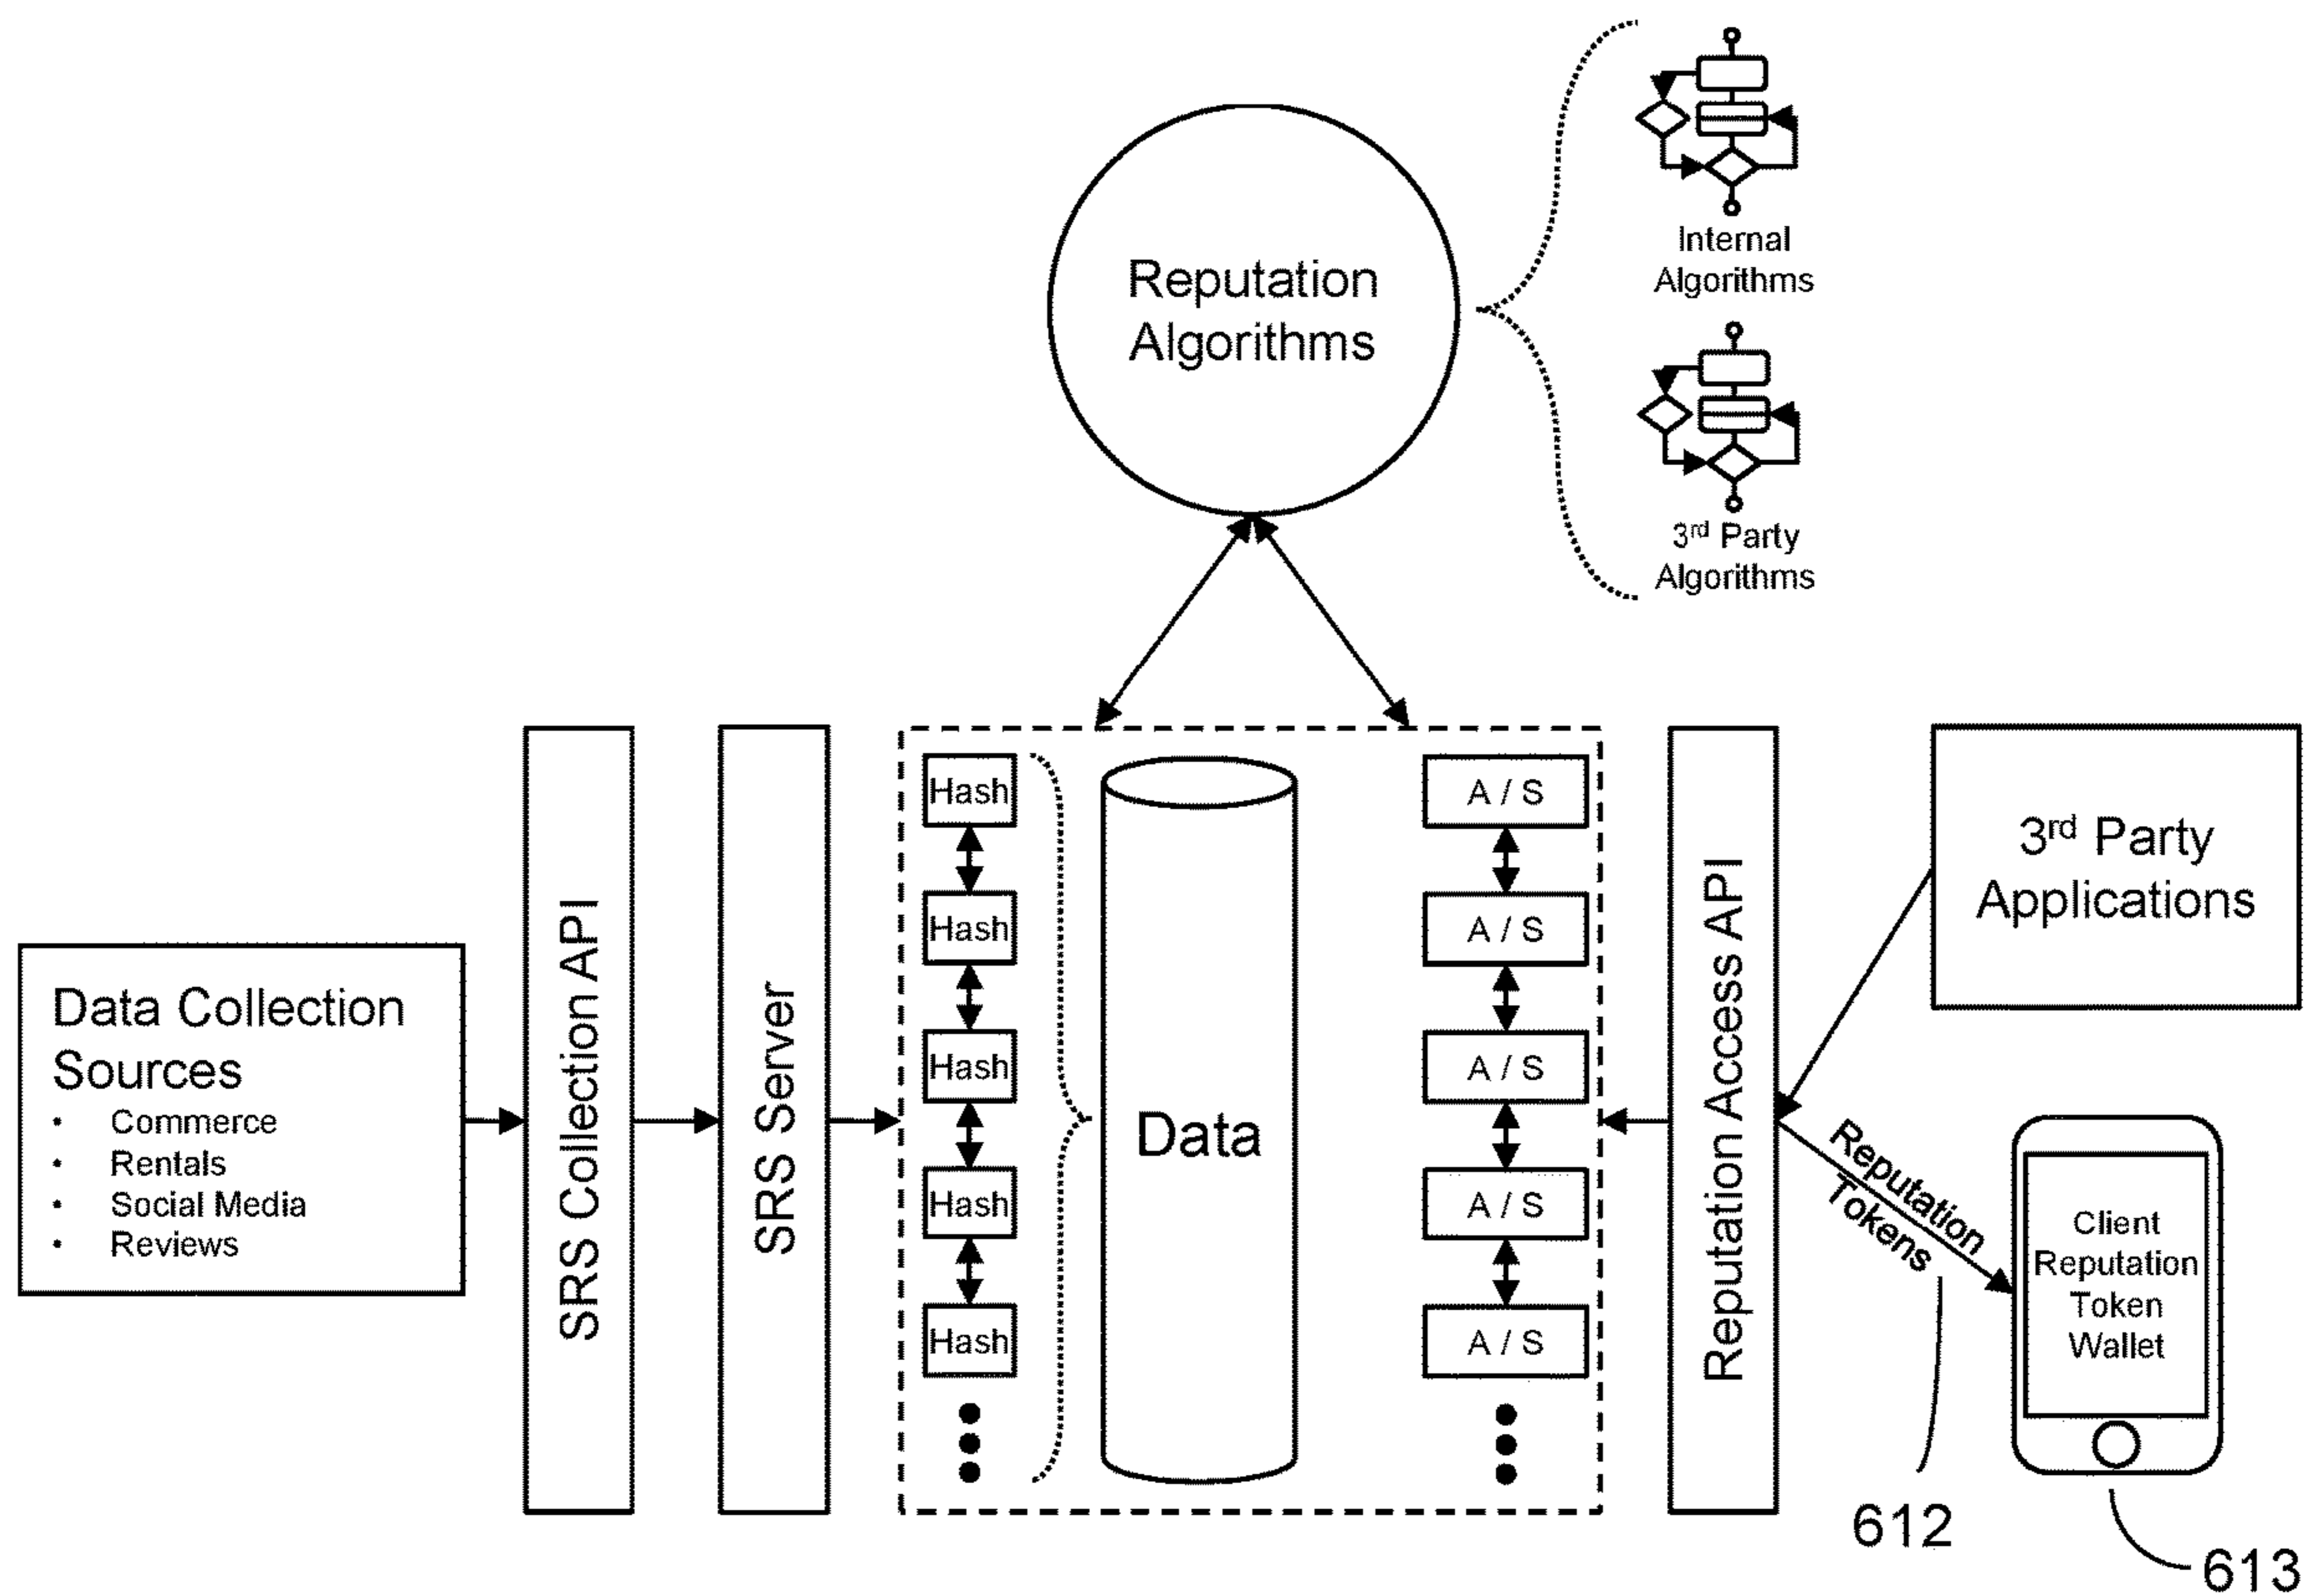 Reputation
Algorithms
Internal
Algorithms
3rd Party
Algorithms
Data Collection
Sources
• Commerce
• Rentals
• Social Media
• Reviews
SRS Collection API
SRS Server
Hash
Hash
Hash
Hash
Hash
Data
A / S
A / S
A / S
A / S
A / S
Reputation Access API
3rd Party
Applications
Reputation
Tokens
Client
Reputation
Token
Wallet
612
613